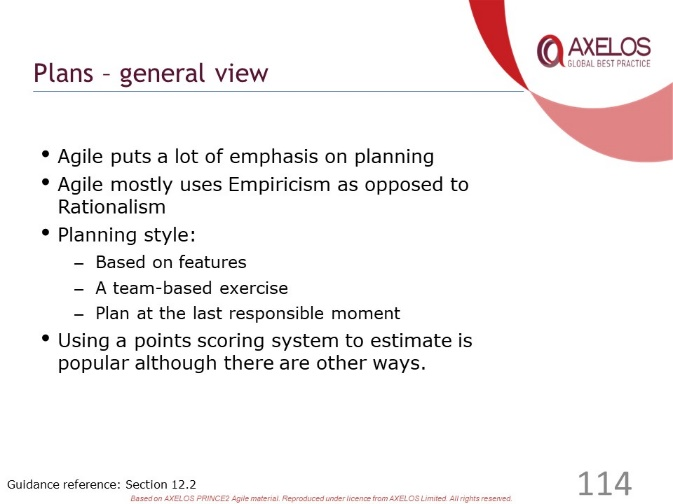 AXELOS
GLOBAL BEST PRACTICE
Plans – general view
• Agile puts a lot of emphasis on planning
• Agile mostly uses Empiricism as opposed to
Rationalism
• Planning style:
– Based on features
– A team-based exercise
– Plan at the last responsible moment
• Using a points scoring system to estimate is
popular although there are other ways.
Guidance reference: Section 12.2
114
Based on AXELOS PRINCE2 Agile material. Reproduced under licence from AXELOS Limited. All rights reserved.